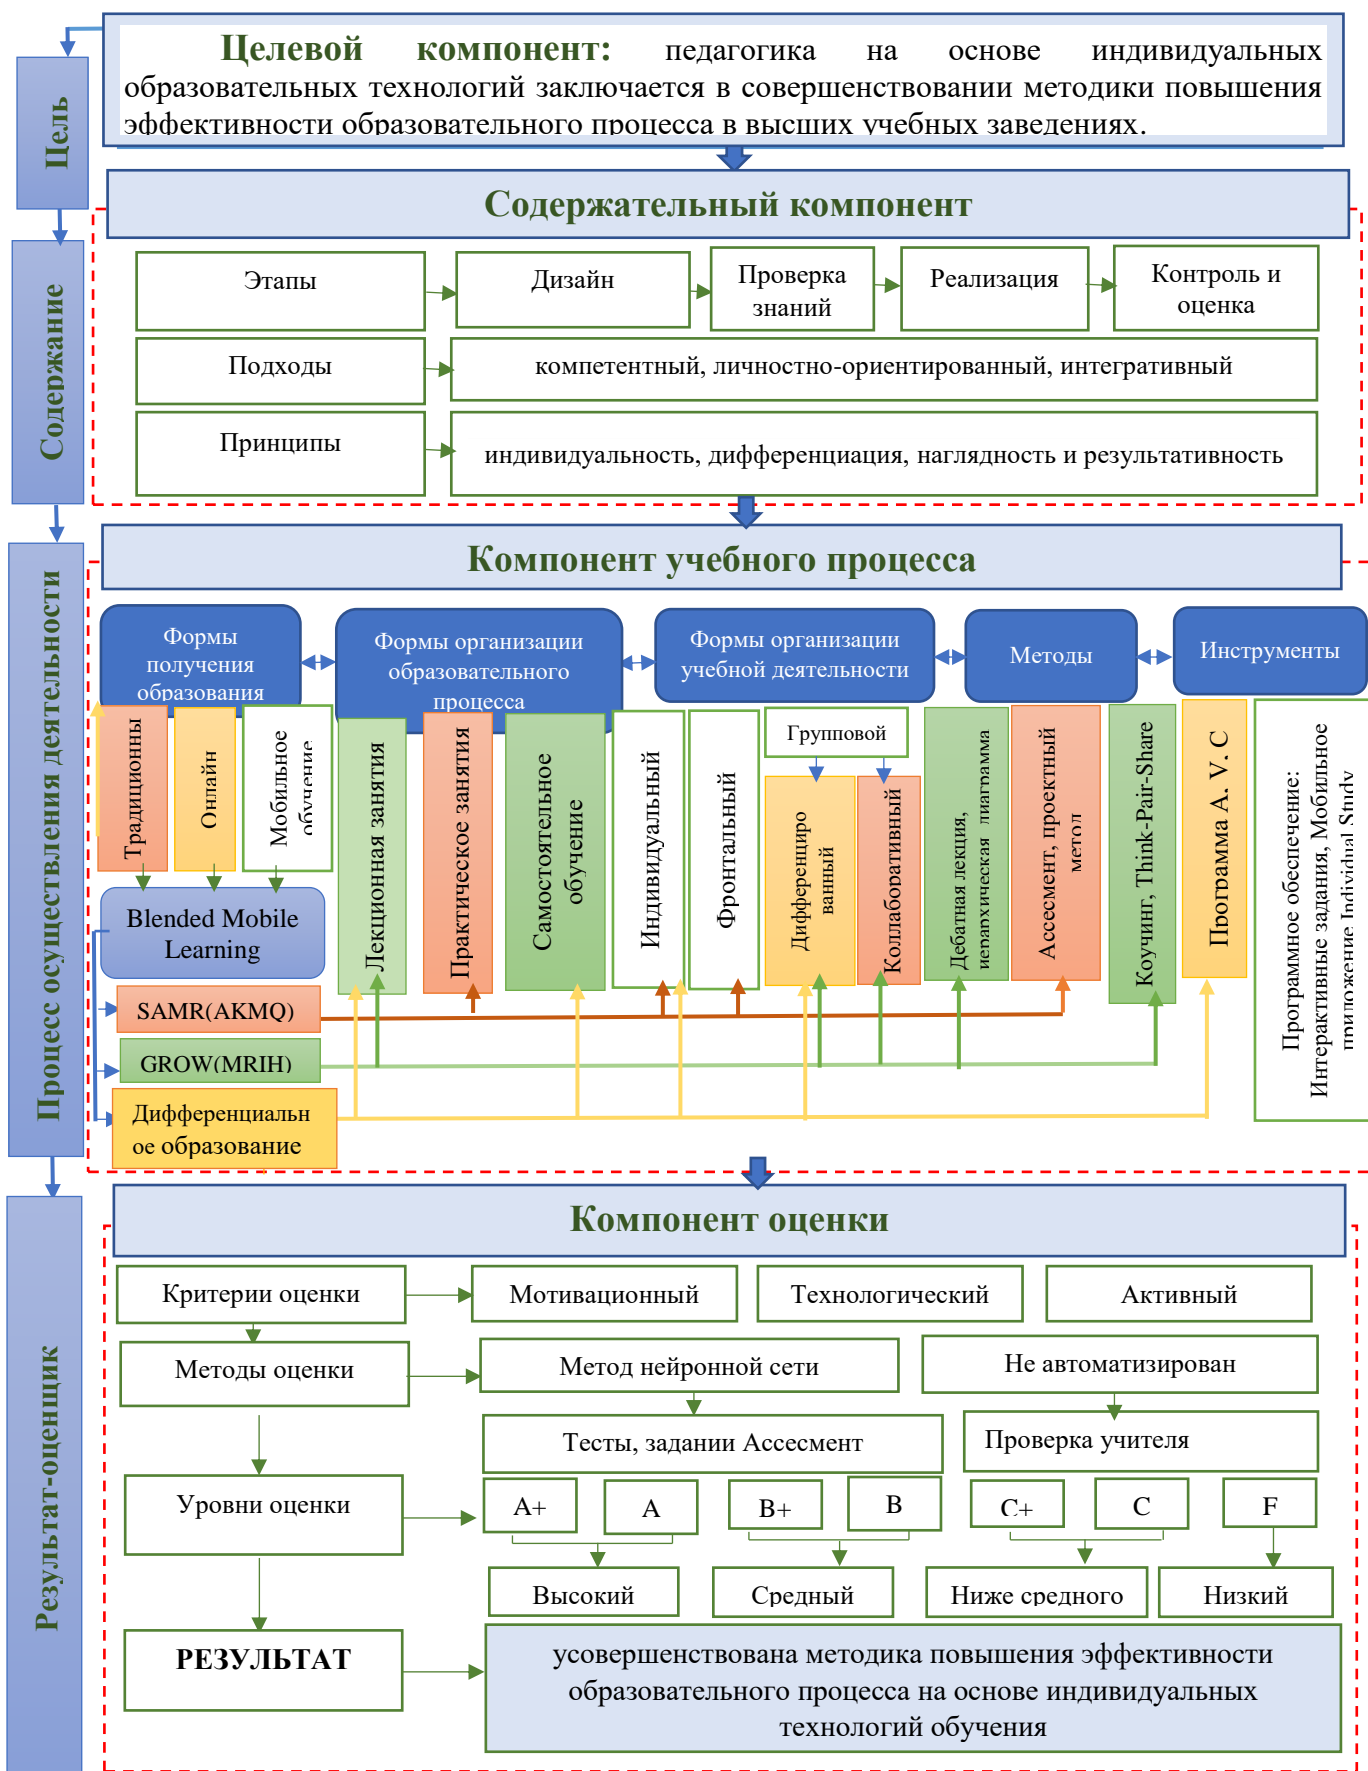 Цель
Целевой компонент: педагогика на основе индивидуальных
образовательных технологий заключается в совершенствовании методики повышения
эффективности образовательного процесса в высших учебных заведениях.
Содержание
Содержательный компонент
Этапы
Дизайн
Проверка
знаний
Реализация
Контроль и
оценка
Подходы
компетентный, личностно-ориентированный, интегративный
Принципы
индивидуальность, дифференциация, наглядность и результативность
Процесс осуществления деятельности
Компонент учебного процесса
Формы
получения
образования
Формы организации
образовательного
процесса
Формы организации
учебной деятельности
Методы
Инструменты
Традиционны
Онлайн
Мобильное
обучение
Лекционная занятия
Практическое занятия
Самостоятельное
обучение
Индивидуальный
Фронтальный
Групповой
Дифференциро
ванный
Коллаборативный
Дебатная лекция,
иерархическая диаграмма
Ассесмент, проектный
метод
Коучинг, Think-Pair-Share
Программа A. V. C
Программное обеспечение:
Интерактивные задания, Мобильное
приложение Individual Study
Blended Mobile
Learning
SAMR(AKMQ)
GROW(MRIH)
Дифференциальн
ое образование
Результат-оценщик
Компонент оценки
Критерии оценки
Мотивационный
Технологический
Активный
Методы оценки
Метод нейронной сети
Не автоматизирован
Тесты, задании Ассесмент
Проверка учителя
Уровни оценки
A+
A
B+
B
C+
C
F
Высокий
Средный
Ниже средного
Низкий
РЕЗУЛЬТАТ
усовершенствована методика повышения эффективности
образовательного процесса на основе индивидуальных
технологий обучения